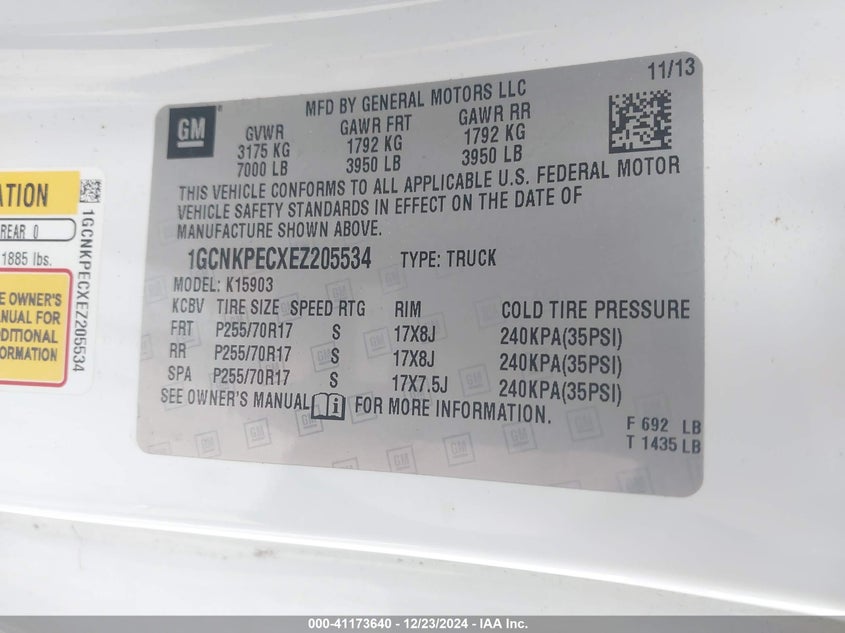 11/13
MFD BY GENERAL MOTORS LLC
GM
GVWR GAWR FRT GAWR RR
3175 KG 1792 KG 1792 KG
7000 LB 3950 LB 3950 LB
THIS VEHICLE CONFORMS TO ALL APPLICABLE U.S. FEDERAL MOTOR
VEHICLE SAFETY STANDARDS IN EFFECT ON THE DATE OF
MANUFACTURE SHOWN ABOVE.
1GCNKPECXEZ205534 TYPE: TRUCK
MODEL: K15903
KCBV TIRE SIZE SPEED RTG RIM COLD TIRE PRESSURE
FRT P255/70R17 S 17X8J 240KPA(35PSI)
RR P255/70R17 S 17X8J 240KPA(35PSI)
SPA P255/70R17 S 17X7.5J 240KPA(35PSI)
SEE OWNER'S MANUAL FOR MORE INFORMATION.
F 692 LB
T 1435 LB
REAR 0
1885 lbs.
OWNER'S
FOR
INFORMATION
1GCNKPECXEZ205534
000-41173640 - 12/23/2024 - IAA Inc.